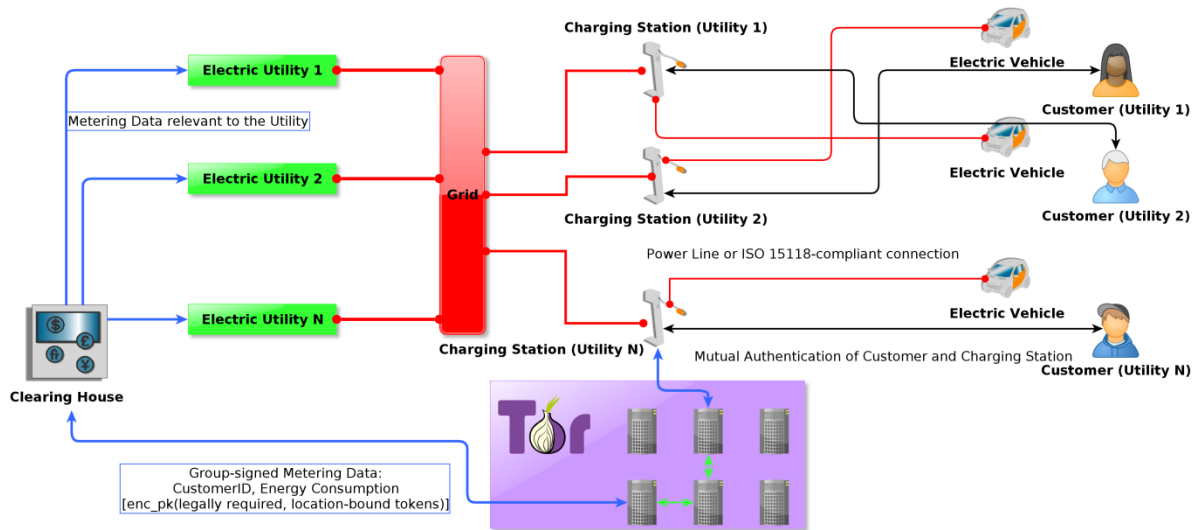 Charging Station (Utility 1)
Electric Vehicle
Electric Utility 1
Customer (Utility 1)
Metering Data relevant to the Utility
Electric Vehicle
Electric Utility 2
Grid
Charging Station (Utility 2)
Customer (Utility 2)
Power Line or ISO 15118-compliant connection
Electric Vehicle
Electric Utility N
Charging Station (Utility N)
Mutual Authentication of Customer and Charging Station
Customer (Utility N)
$
£
¥
Clearing House
Tor
Group-signed Metering Data:
CustomerID, Energy Consumption
[enc_pk(legally required, location-bound tokens)]